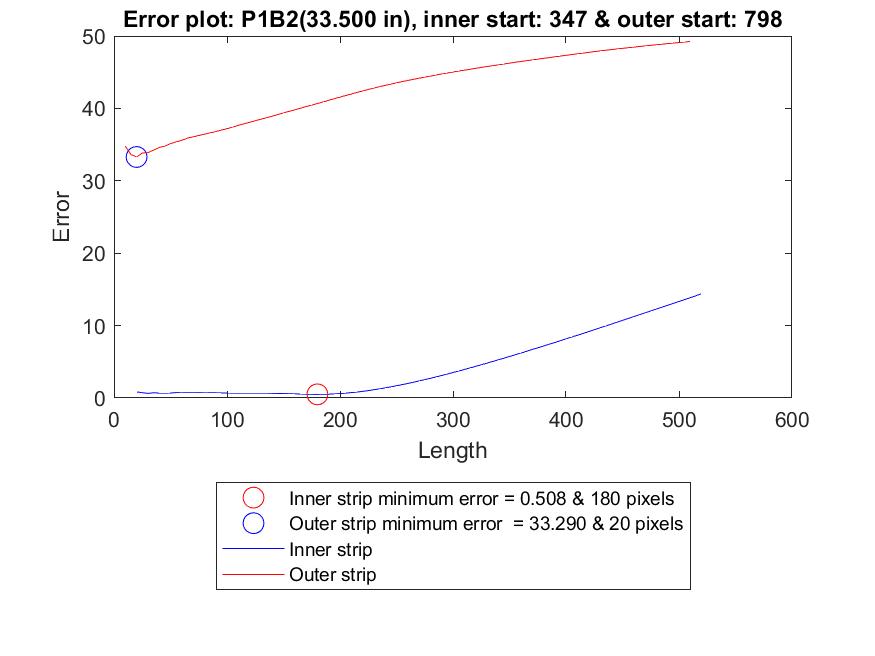 Error plot: P1B2(33.500 in), inner start: 347 & outer start: 798
50
40
30
20
10
0
Error
0 100 200 300 400 500 600
Length
Inner strip minimum error = 0.508 & 180 pixels
Outer strip minimum error  = 33.290 & 20 pixels
Inner strip
Outer strip